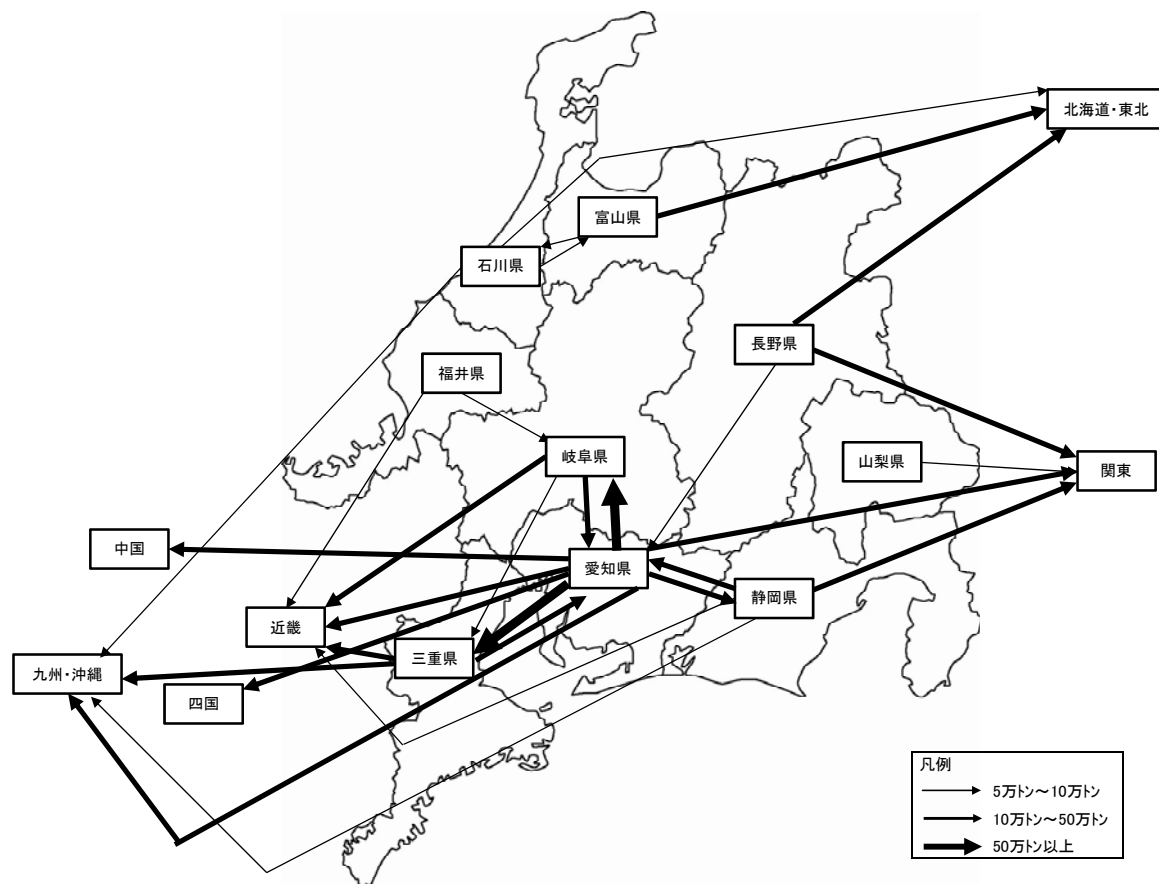 北海道・東北
富山県
石川県
長野県
福井県
岐阜県
山梨県
関東
中国
愛知県
静岡県
近畿
三重県
九州・沖縄
四国
凡例
5万トン～10万トン
10万トン～50万トン
50万トン以上